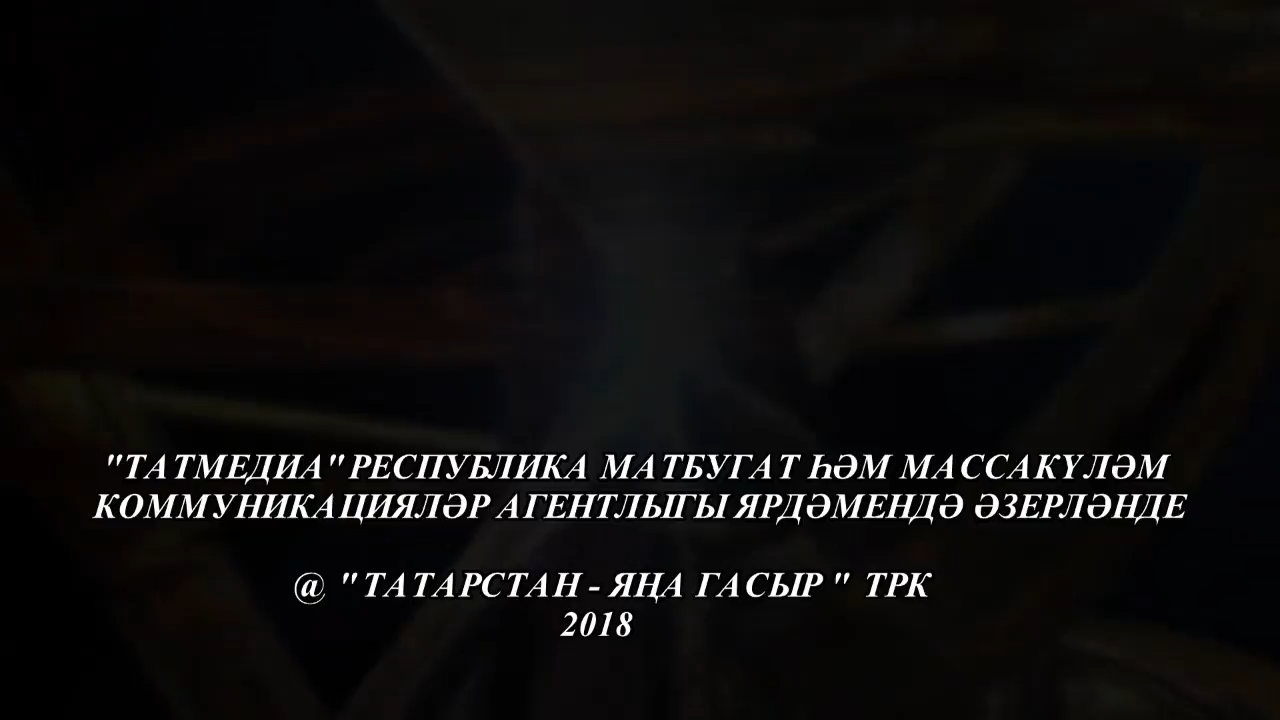 "ТАТМЕДИА" РЕСПУБЛИКА МАТБУГАТ ҺӘМ МАССАКҮЛӘМ
КОММУНИКАЦИЯЛӘР АГЕНТЛЫГЫ ЯРДӘМЕНДӘ ӘЗЕРЛӘНДЕ
@ "ТАТАРСТАН - ЯҢА ГАСЫР " ТРК
2018